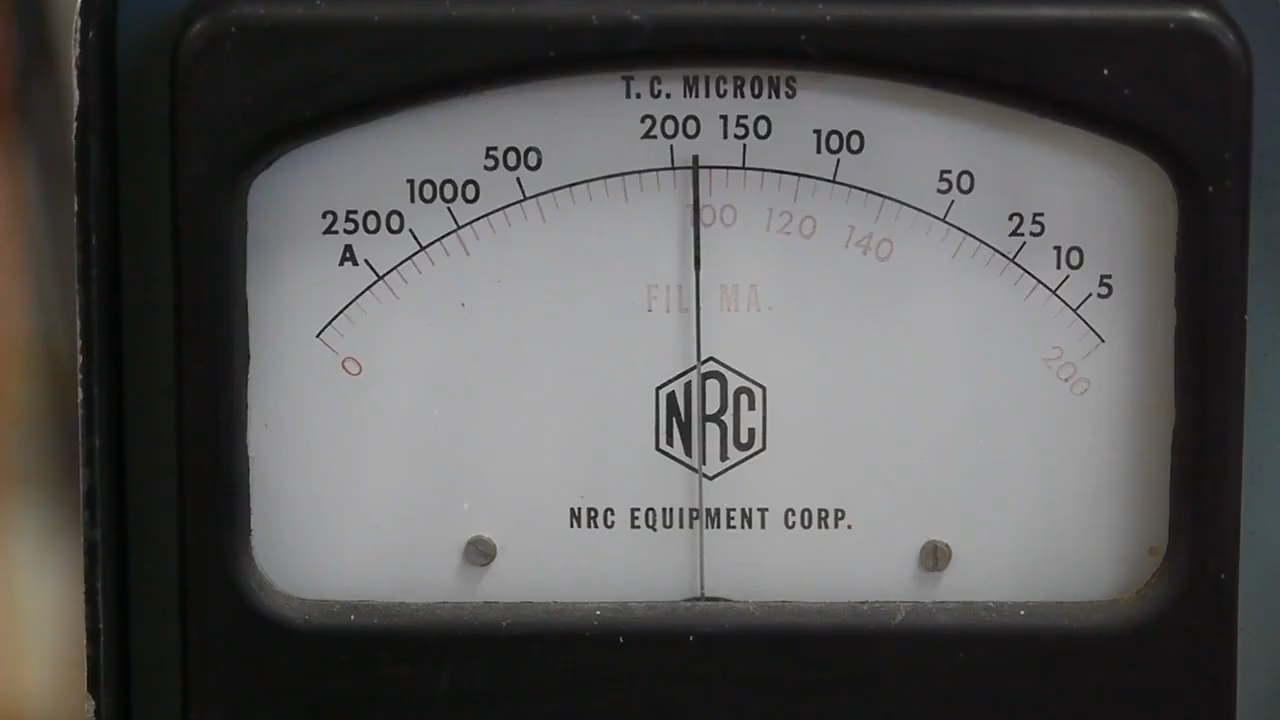 T. C. MICRONS
2500 1000 500 200 150 100 50 25 10 5
A
0 100 120 140 200
FIL MA.
NRC
NRC EQUIPMENT CORP.